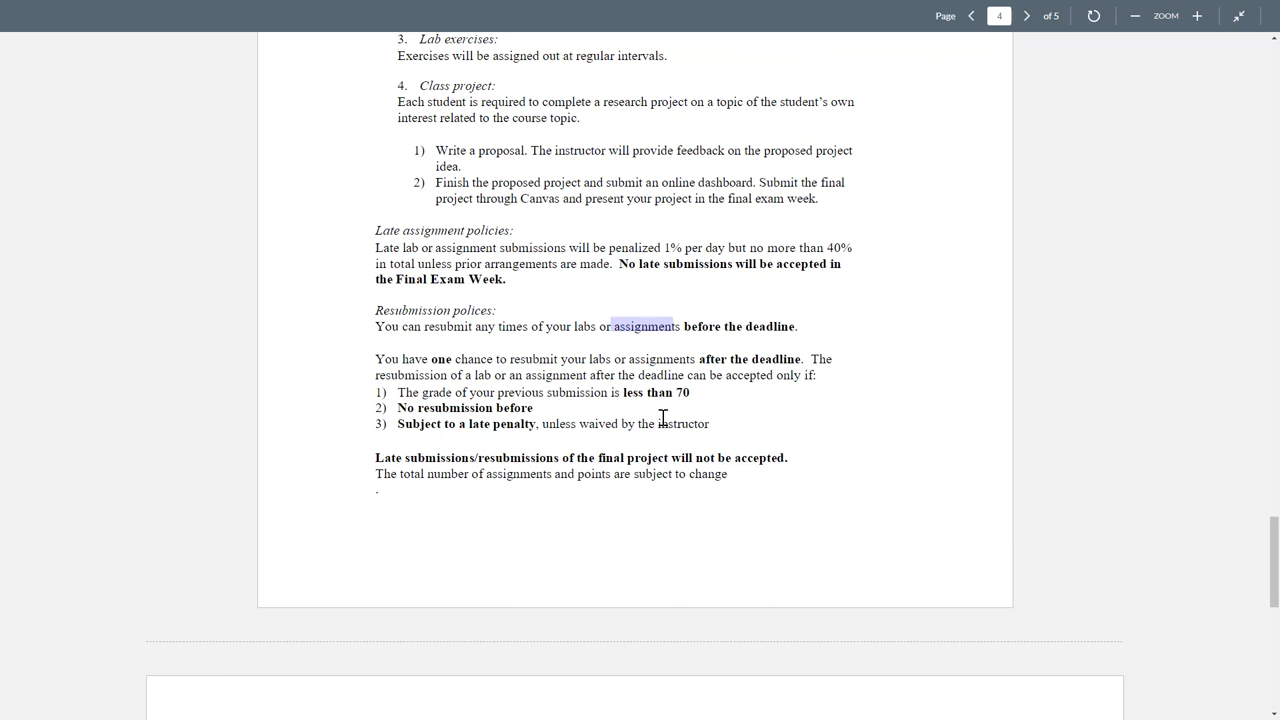 Page 4 of 5 ZOOM
3. Lab exercises:
Exercises will be assigned out at regular intervals.
4. Class project:
Each student is required to complete a research project on a topic of the student’s own
interest related to the course topic.
1) Write a proposal. The instructor will provide feedback on the proposed project
idea.
2) Finish the proposed project and submit an online dashboard. Submit the final
project through Canvas and present your project in the final exam week.
Late assignment policies:
Late lab or assignment submissions will be penalized 1% per day but no more than 40%
in total unless prior arrangements are made. No late submissions will be accepted in
the Final Exam Week.
Resubmission polices:
You can resubmit any times of your labs or assignments before the deadline.
You have one chance to resubmit your labs or assignments after the deadline. The
resubmission of a lab or an assignment after the deadline can be accepted only if:
1) The grade of your previous submission is less than 70
2) No resubmission before
3) Subject to a late penalty, unless waived by the instructor
Late submissions/resubmissions of the final project will not be accepted.
The total number of assignments and points are subject to change
.